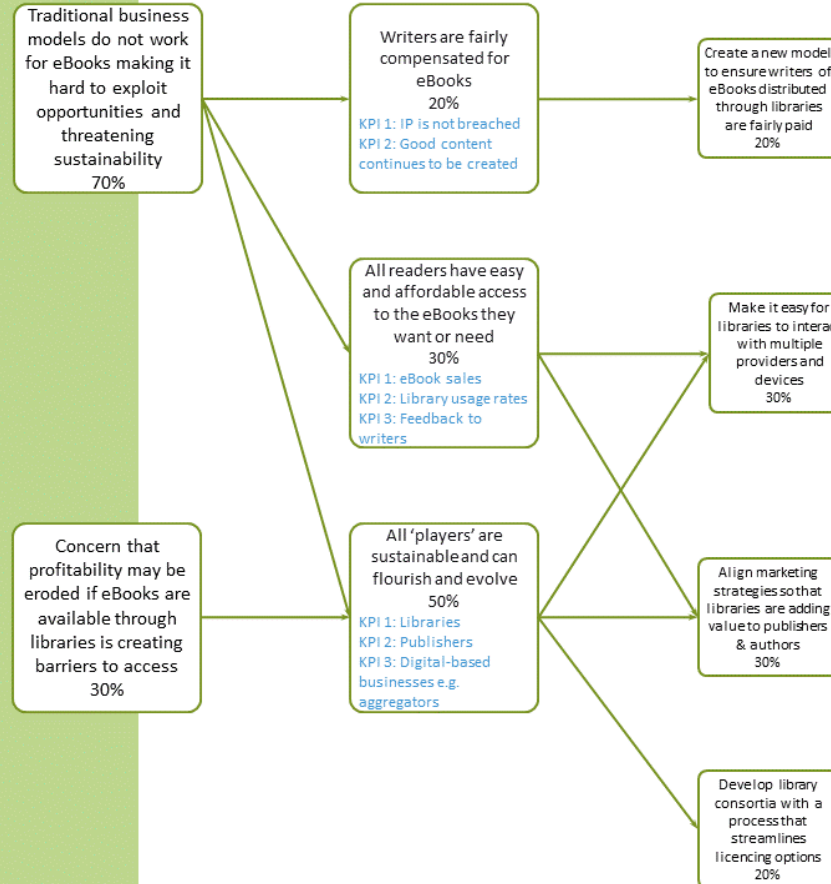 Traditional business
models do not work
for eBooks making it
hard to exploit
opportunities and
threatening
sustainability
70%
Concern that
profitability may be
eroded if eBooks are
available through
libraries is creating
barriers to access
30%
Writers are fairly
compensated for
eBooks
20%
KPI 1: IP is not breached
KPI 2: Good content
continues to be created
All readers have easy
and affordable access
to the eBooks they
want or need
30%
KPI 1: eBook sales
KPI 2: Library usage rates
KPI 3: Feedback to
writers
All ‘players’ are
sustainable and can
flourish and evolve
50%
KPI 1: Libraries
KPI 2: Publishers
KPI 3: Digital-based
businesses e.g.
aggregators
Create a new model
to ensure writers of
eBooks distributed
through libraries
are fairly paid
20%
Make it easy for
libraries to
with multiple
providers and
devices
30%
Align marketing
strategies so that
libraries are adding
value to publishers
& authors
30%
Develop library
consortia with a
process that
streamlines
licencing options
20%